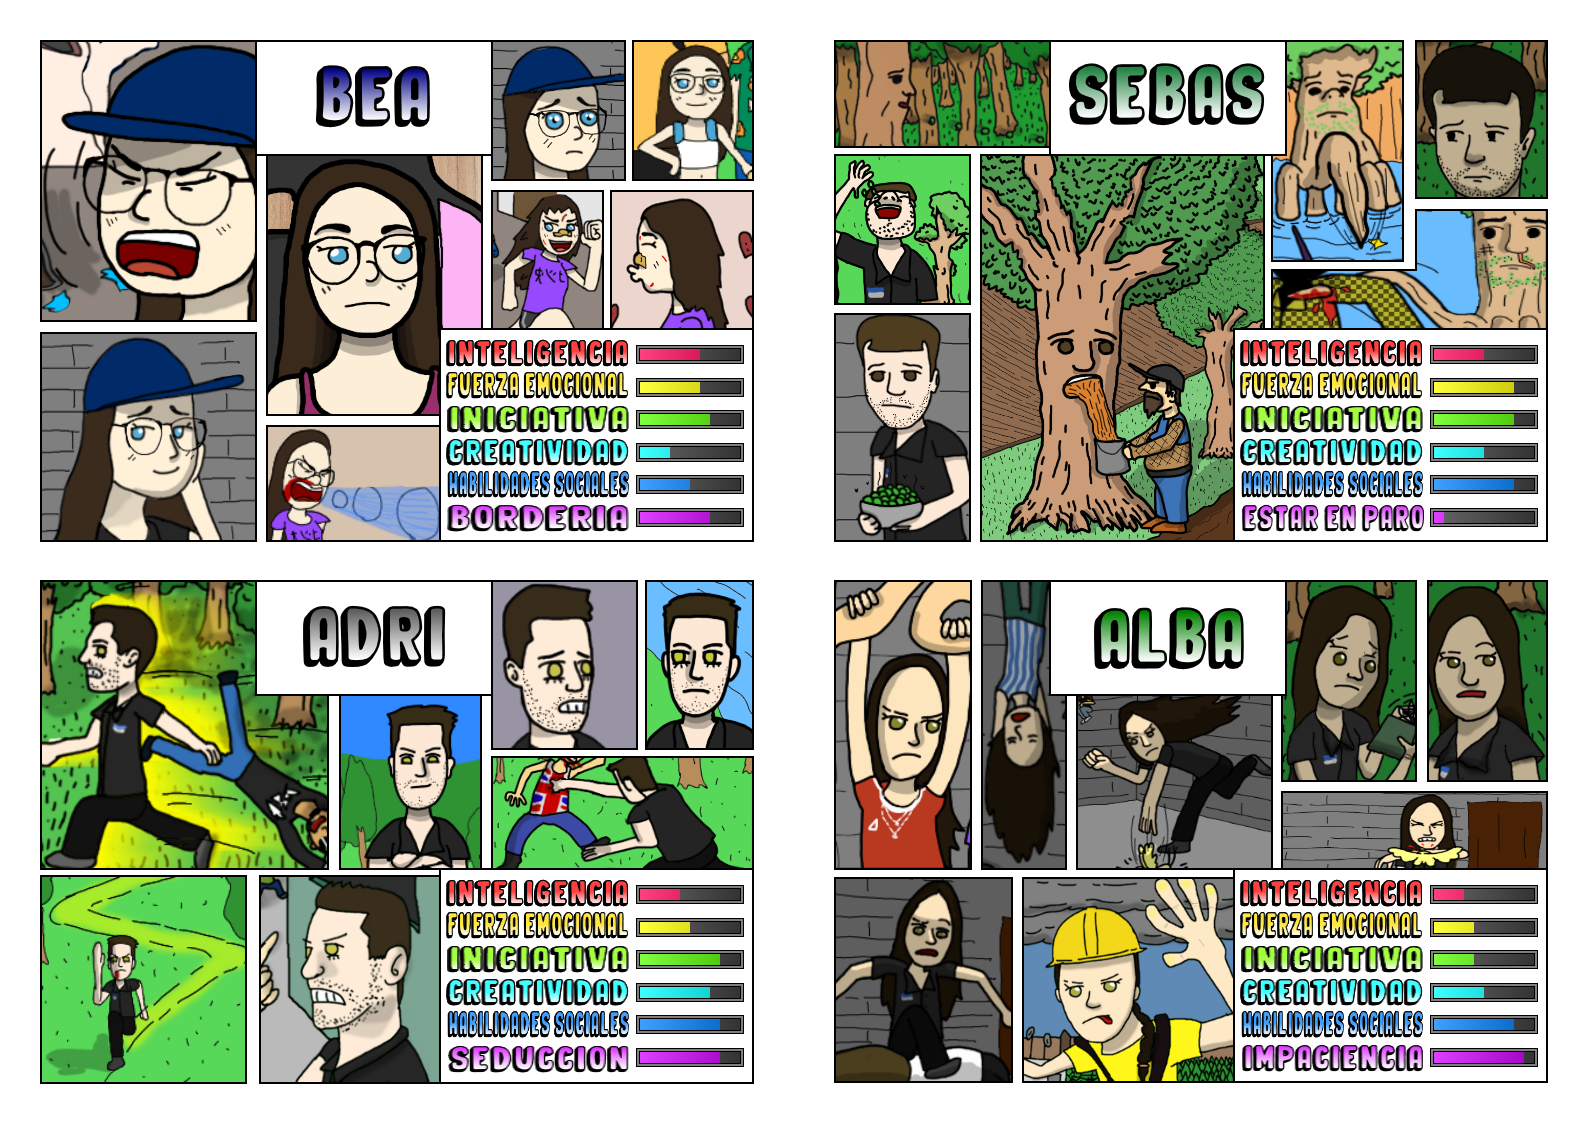 BEA
INTELIGENCIA
FUERZA EMOCIONAL
INICIATIVA
CREATIVIDAD
HABILIDADES SOCIALES
BORDERIA
SEBAS
INTELIGENCIA
FUERZA EMOCIONAL
INICIATIVA
CREATIVIDAD
HABILIDADES SOCIALES
ESTAR EN PARO
ADRI
INTELIGENCIA
FUERZA EMOCIONAL
INICIATIVA
CREATIVIDAD
HABILIDADES SOCIALES
SEDUCCION
ALBA
INTELIGENCIA
FUERZA EMOCIONAL
INICIATIVA
CREATIVIDAD
HABILIDADES SOCIALES
IMPACIENCIA